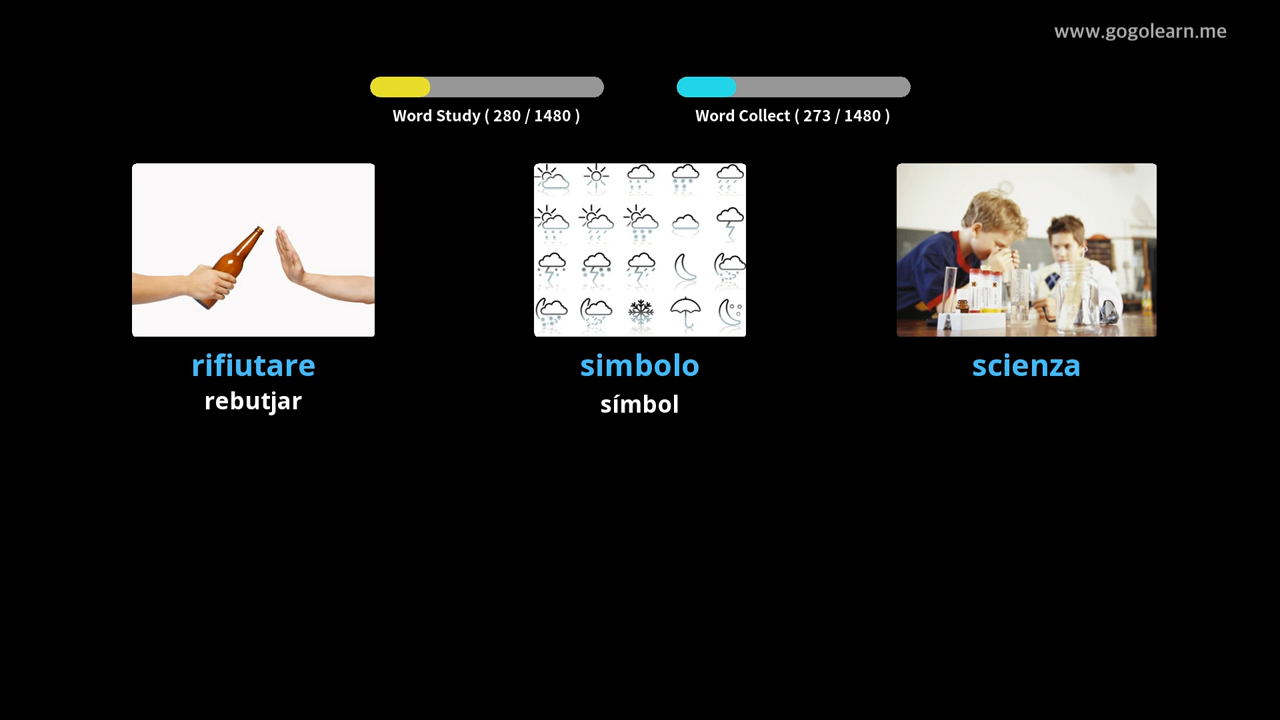 www.gogolearn.me
Word Study ( 280 / 1480 )
Word Collect ( 273 / 1480 )
rifiutare
rebutjar
simbolo
símbol
scienza